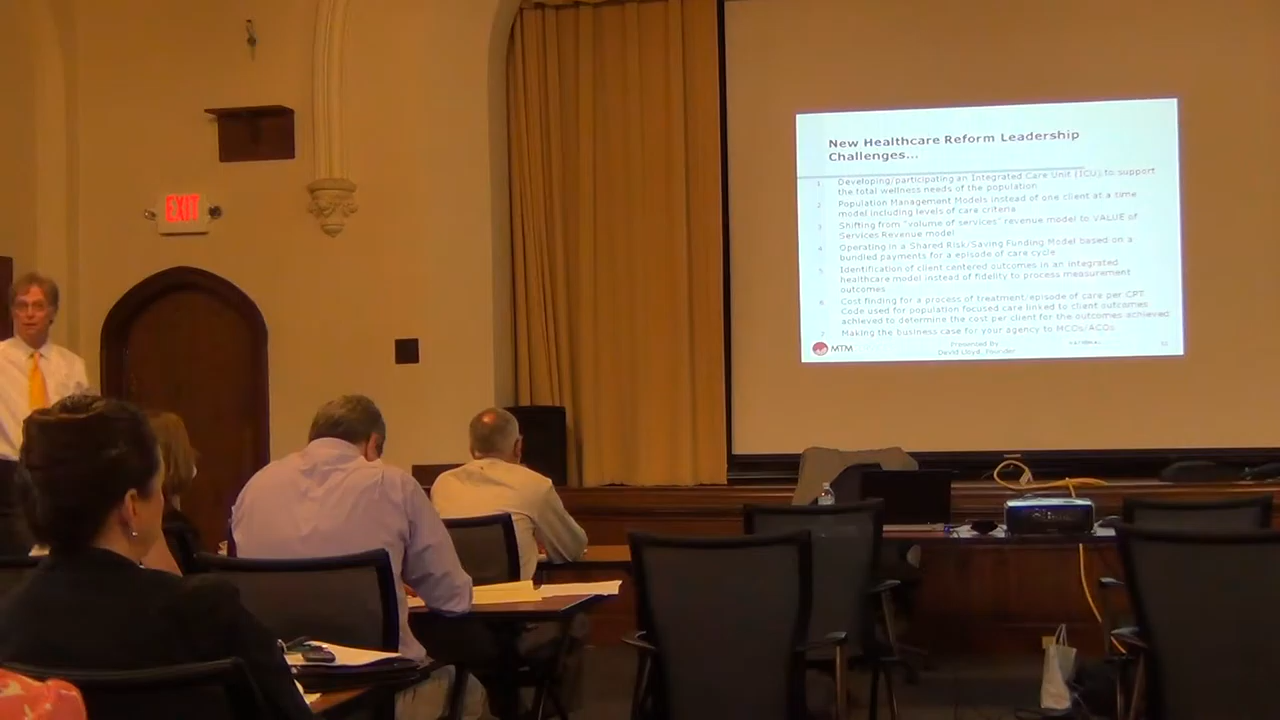 EXIT
New Healthcare Reform Leadership
Challenges...
1 Developing/participating an Integrated Care Unit (ICU) to support
the total wellness needs of the population
2 Population Management Models instead of one client at a time
model including levels of care criteria
3 Shifting from "volume of services" revenue model to VALUE of
Services Revenue model
4 Operating in a Shared Risk/Saving Funding Model based on a
bundled payments for a episode of care cycle
5 Identification of client centered outcomes in an integrated
healthcare model instead of fidelity to process measurement
outcomes
6 Cost finding for a process of treatment/episode of care per CPT
Code used for population focused care linked to client outcomes
achieved to determine the cost per client for the outcomes achieved
7 Making the business case for your agency to MCOs/ACOs
MTM
Presented By
David Lloyd, Founder